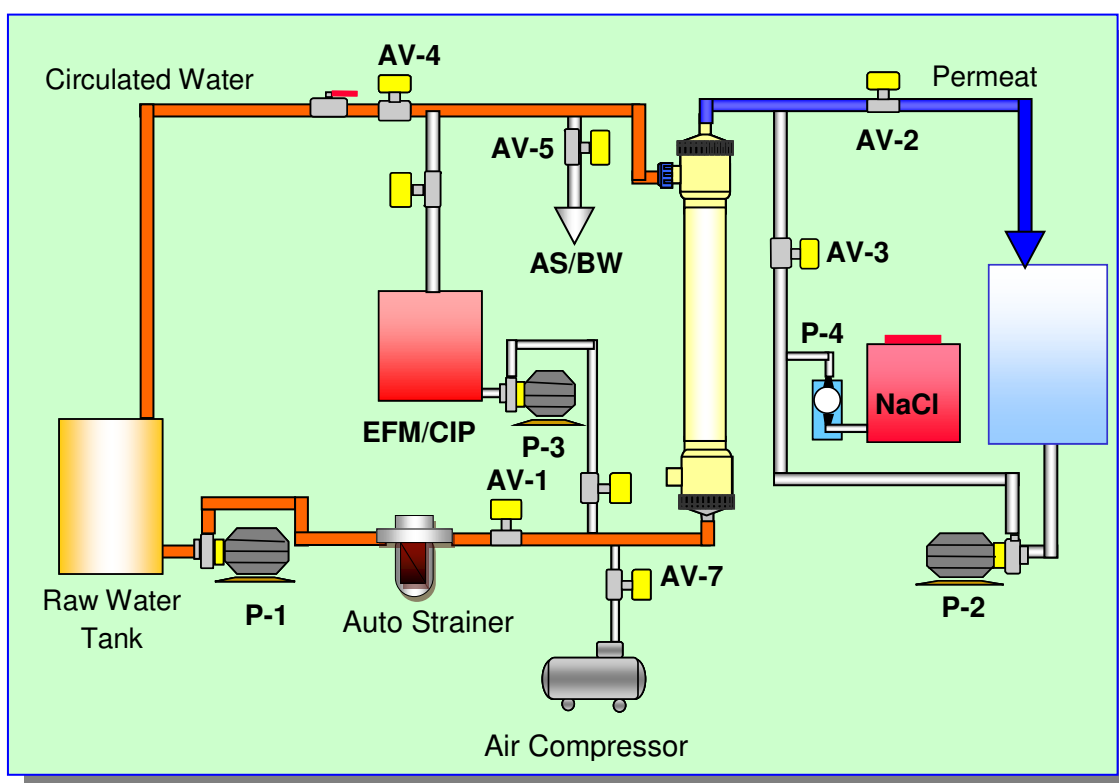 AV-4
Circulated Water
Permeat
AV-5
AV-2
AS/BW
AV-3
P-4
NaCl
EFM/CIP
P-3
AV-1
AV-7
Raw Water
Tank
P-1
Auto Strainer
P-2
Air Compressor